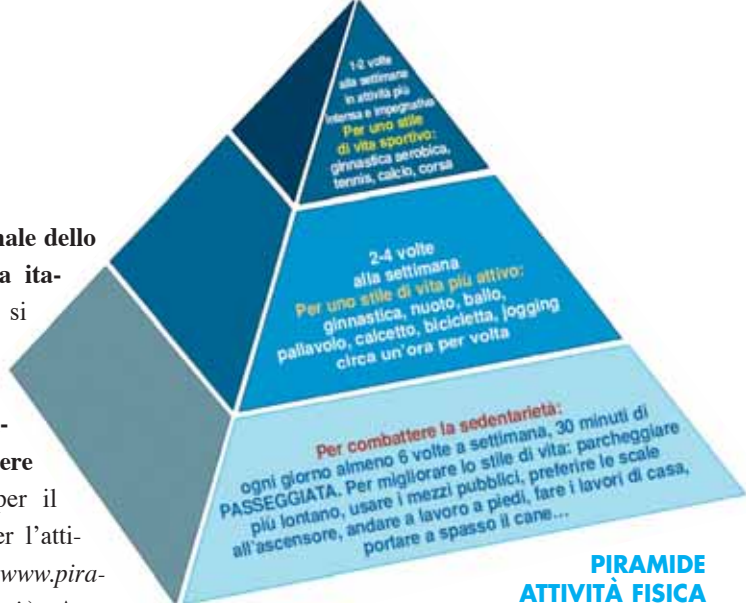 1-2 volte
alla settimana
in attività più
intensa e impegnativa
Per uno stile
di vita sportivo:
ginnastica aerobica,
tennis, calcio, corsa
2-4 volte
alla settimana
Per uno stile di vita più attivo:
ginnastica, nuoto, ballo,
pallavolo, calcetto, bicicletta, jogging
circa un'ora per volta
Per combattere la sedentarietà:
ogni giorno almeno 6 volte a settimana, 30 minuti di
PASSEGGIATA. Per migliorare lo stile di vita: parcheggiare
più lontano, usare i mezzi pubblici, preferire le scale
all'ascensore, andare a lavoro a piedi, fare i lavori di casa,
portare a spasso il cane...
PIRAMIDE
ATTIVITÀ FISICA
nale dello
a ita-
si
-
ere
per il
er l'atti-
www.pira-